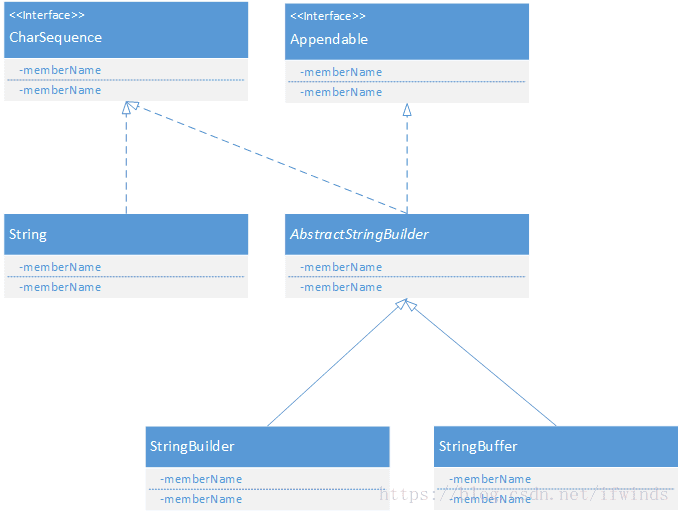 <<Interface>>
CharSequence
-memberName
-memberName
<<Interface>>
Appendable
-memberName
-memberName
String
-memberName
-memberName
AbstractStringBuilder
-memberName
-memberName
StringBuilder
-memberName
-memberName
StringBuffer
-memberName
-memberName
https://blog.csdn.net/ifwinds